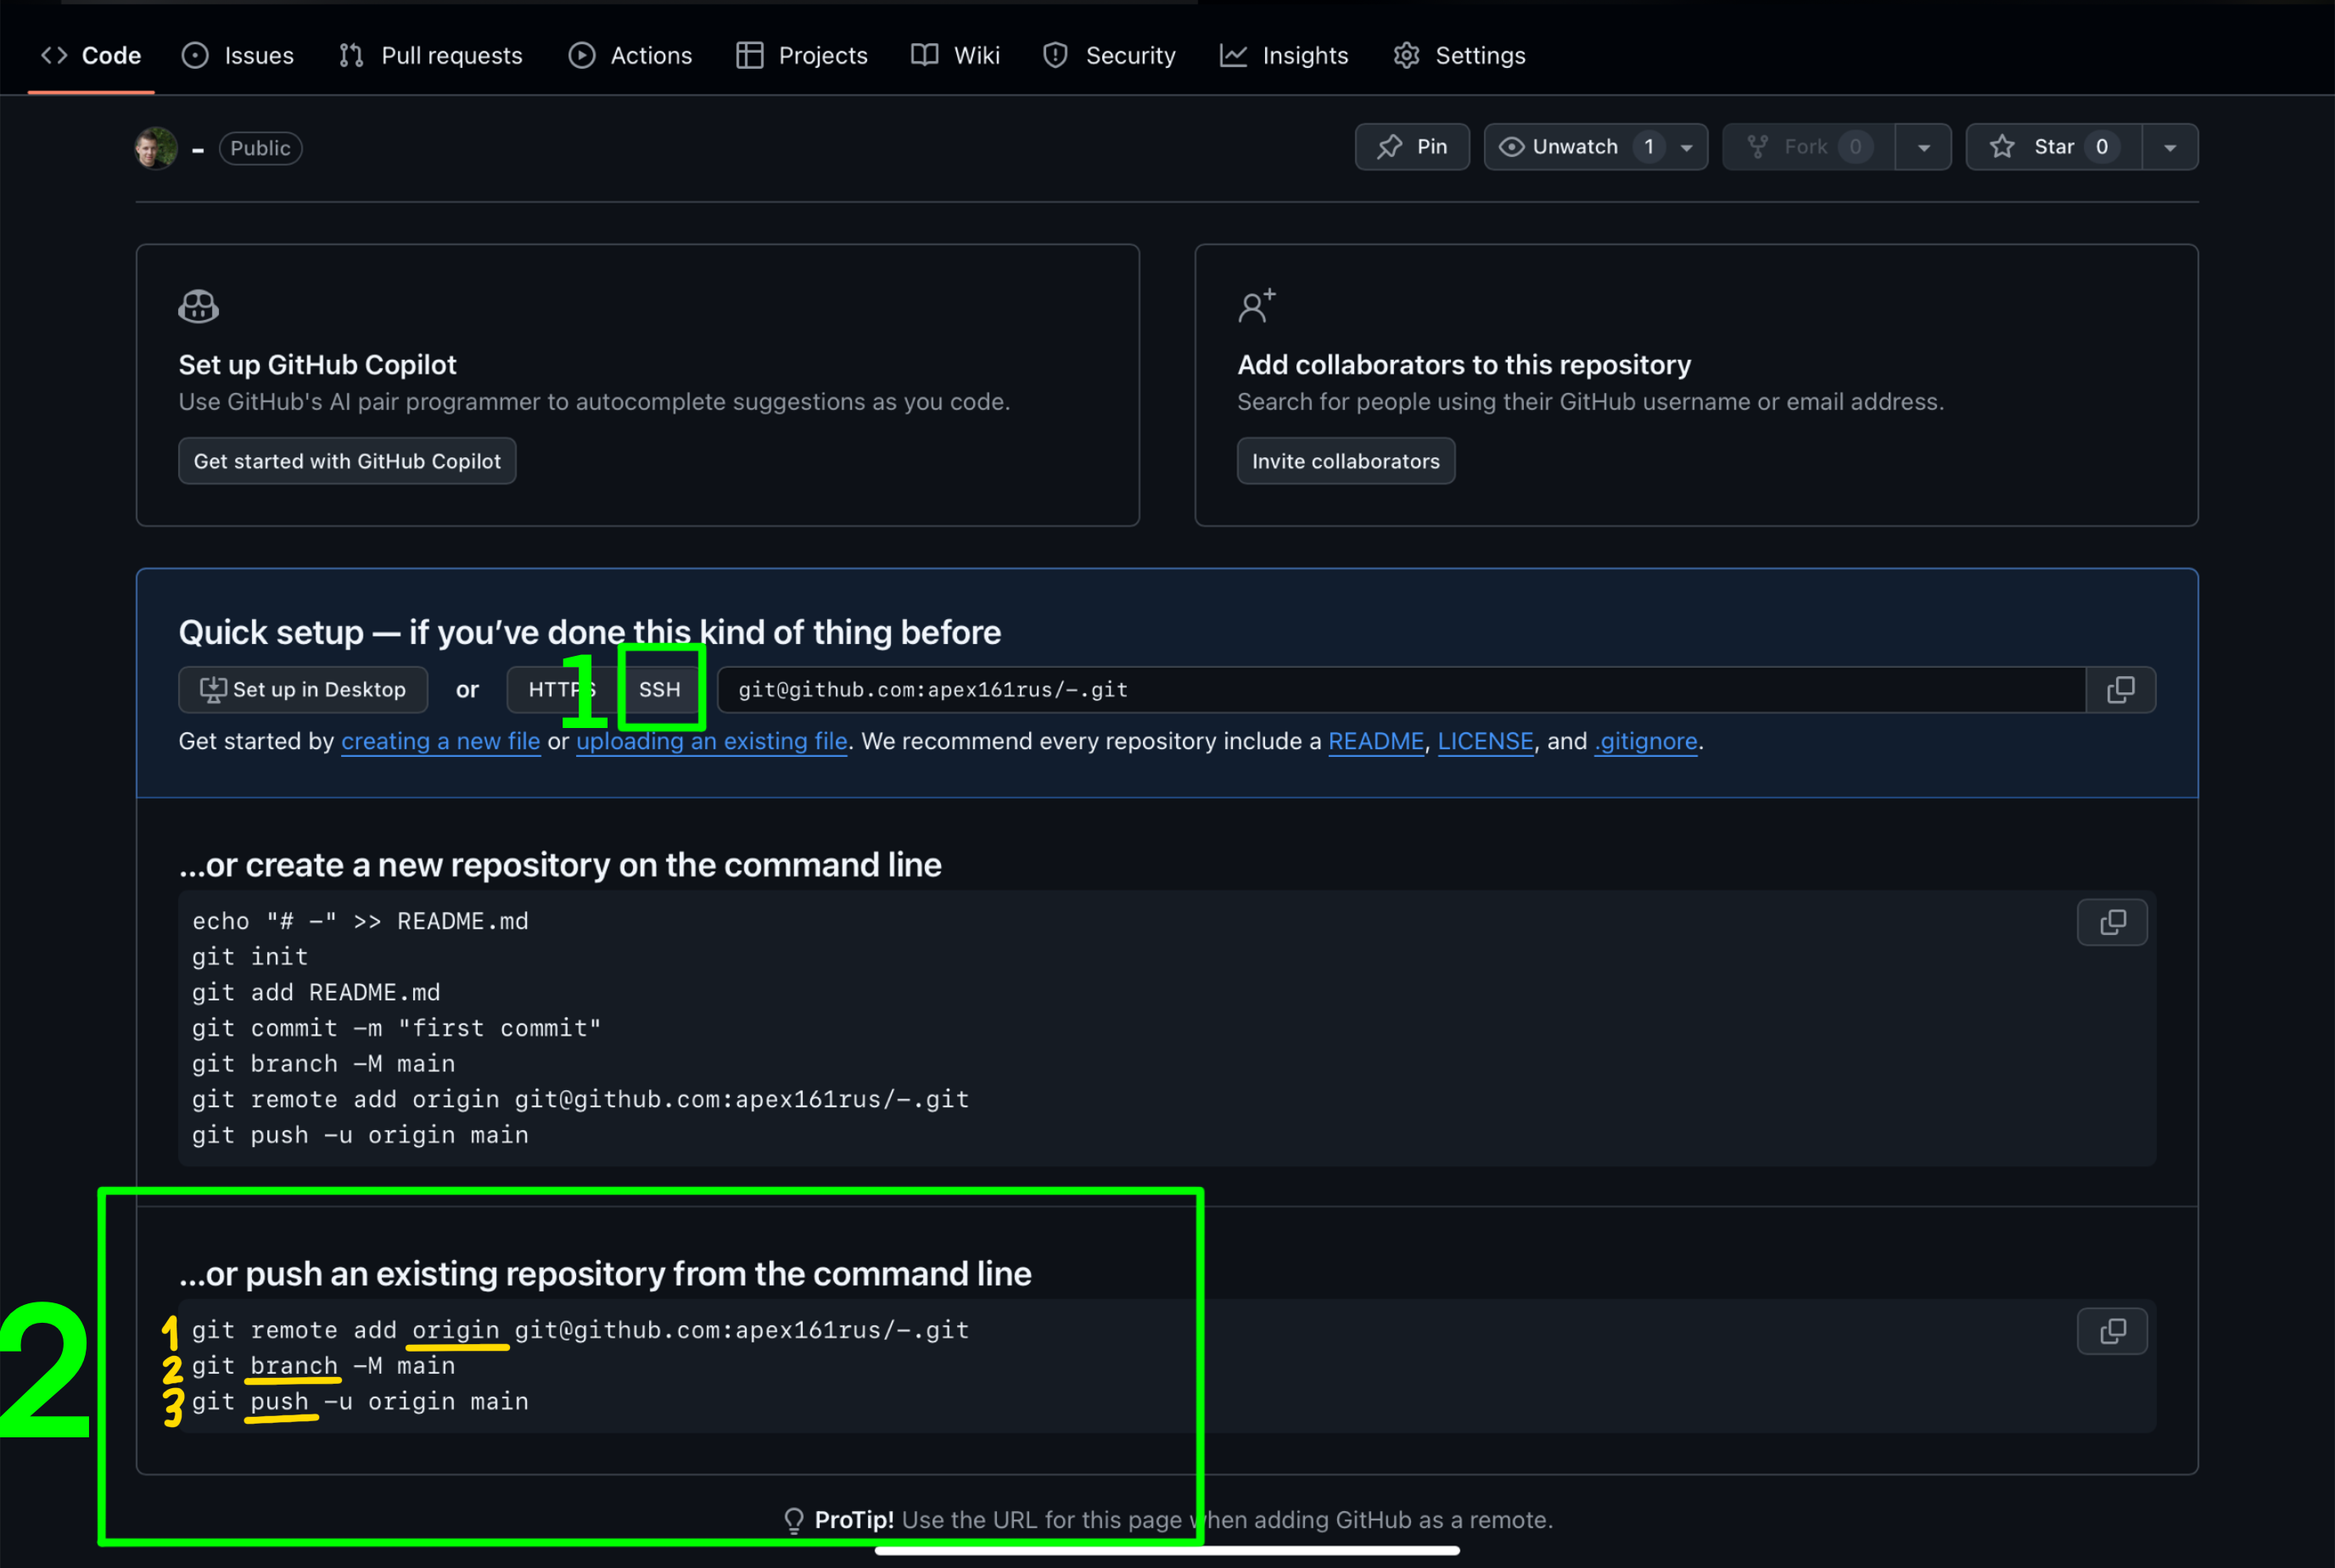 Code Issues Pull requests Actions Projects Wiki Security Insights Settings
- Public Pin Unwatch 1 Fork 0 Star 0
Set up GitHub Copilot
Use GitHub's AI pair programmer to autocomplete suggestions as you code.
Get started with GitHub Copilot
Add collaborators to this repository
Search for people using their GitHub username or email address.
Invite collaborators
Quick setup — if you’ve done this kind of thing before
Set up in Desktop or HTTPS 1 SSH git@github.com:apex161rus/-.git
Get started by creating a new file or uploading an existing file. We recommend every repository include a README, LICENSE, and .gitignore.
...or create a new repository on the command line
echo "# -" >> README.md
git init
git add README.md
git commit -m "first commit"
git branch -M main
git remote add origin git@github.com:apex161rus/-.git
git push -u origin main
2
...or push an existing repository from the command line
1 git remote add origin git@github.com:apex161rus/-.git
2 git branch -M main
3 git push -u origin main
ProTip! Use the URL for this page when adding GitHub as a remote.